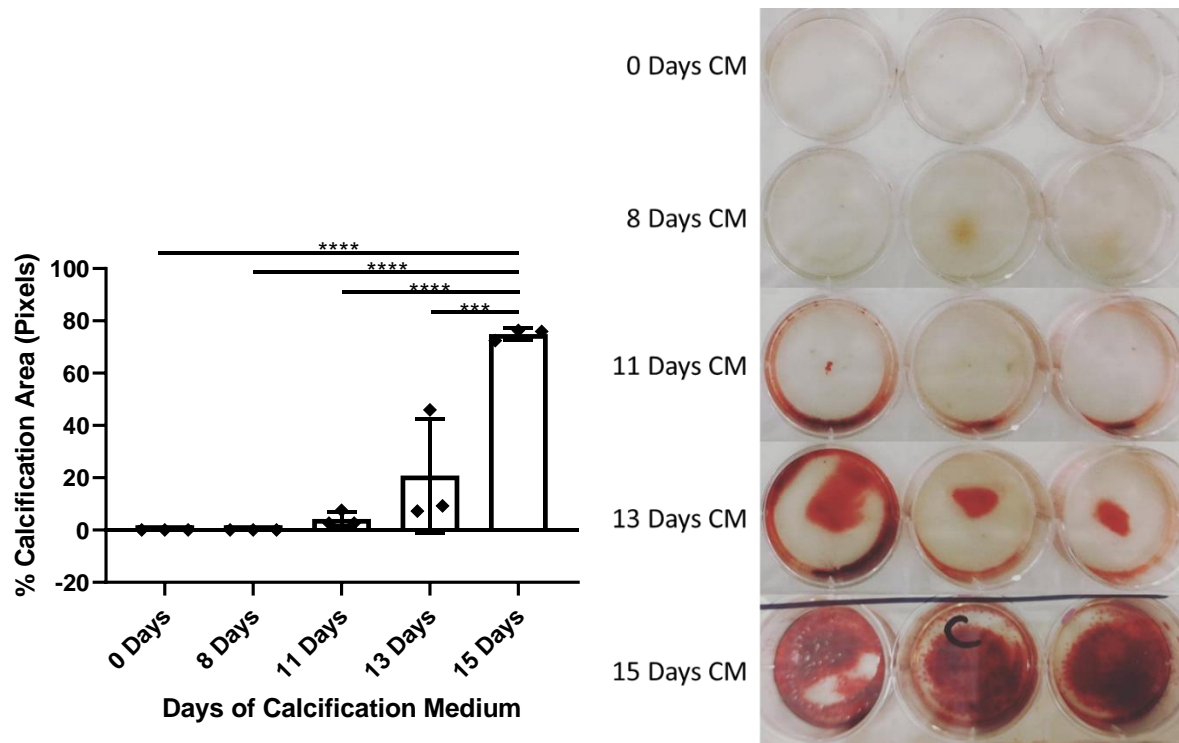 % Calcification Area (Pixels)
100
80
60
40
20
0
-20
****
****
****
***
0 Days
8 Days
11 Days
13 Days
15 Days
Days of Calcification Medium
0 Days CM
8 Days CM
11 Days CM
13 Days CM
15 Days CM
C